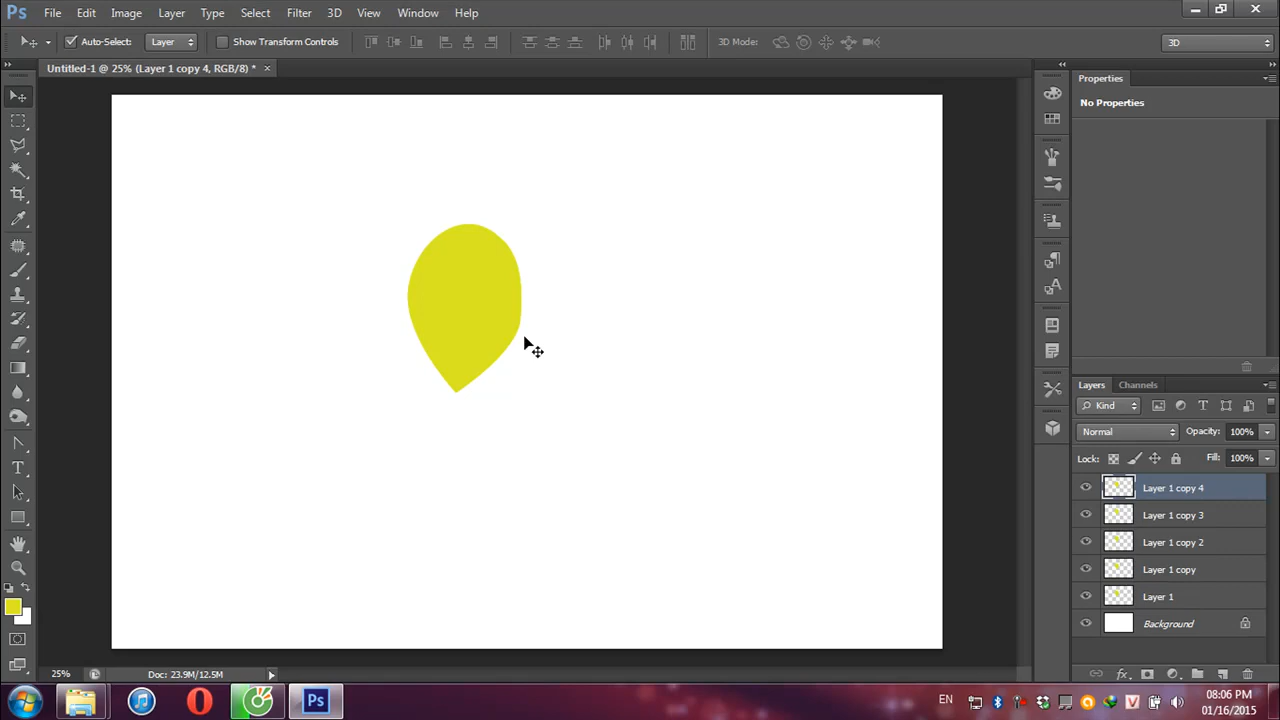 Ps File Edit Image Layer Type Select Filter 3D View Window Help
Auto-Select: Layer Show Transform Controls 3D Mode: 3D
Untitled-1 @ 25% (Layer 1 copy 4, RGB/8) * ×
Properties
No Properties
Layers Channels
Kind
Normal Opacity: 100%
Lock: Fill: 100%
Layer 1 copy 4
Layer 1 copy 3
Layer 1 copy 2
Layer 1 copy
Layer 1
Background
25% Doc: 23.9M/12.5M
Ps EN V 08:06 PM
01/16/2015